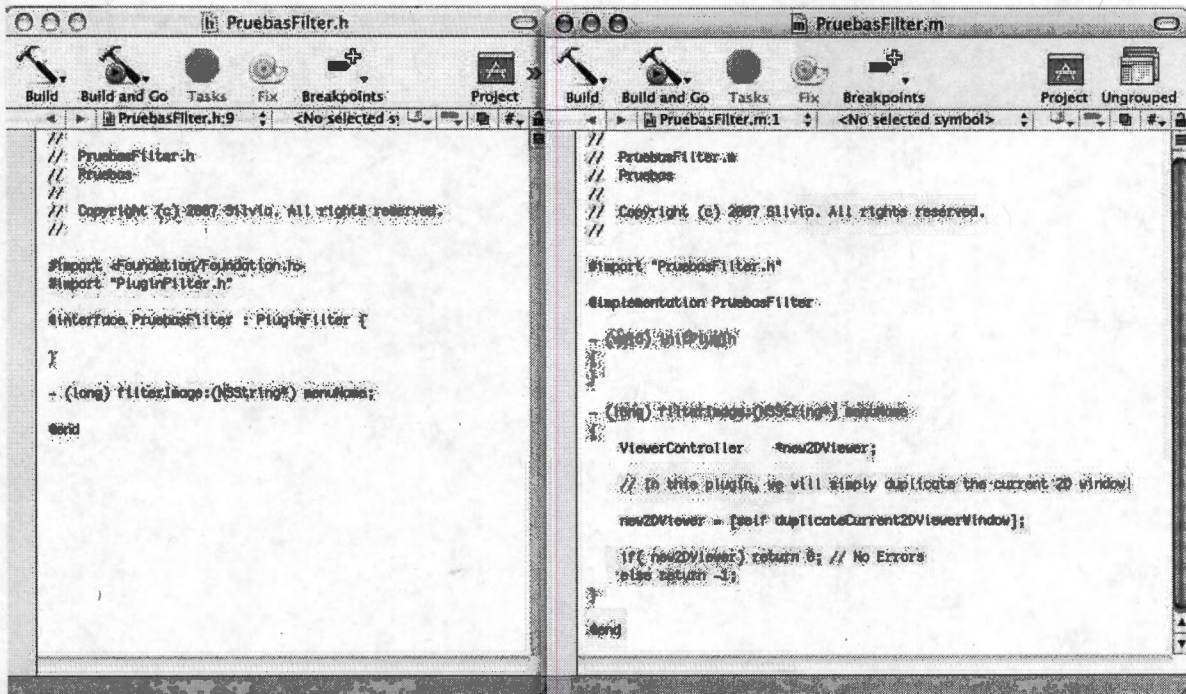 PruebasFilter.h
Build Build and Go Tasks Fix Breakpoints Project
PruebasFilter.h:9 <No selected s
//
// PruebasFilter.h
// Pruebas
//
// Copyright (c) 2007 Silvia. All rights reserved.
//
#import <Foundation/Foundation.h>
#import "PluginFilter.h"
@interface PruebasFilter : PluginFilter {
}
- (long) filterImage:(NSString*) menuName;
@end
PruebasFilter.m
Build Build and Go Tasks Fix Breakpoints Project Ungrouped
PruebasFilter.m:1 <No selected symbol>
//
// PruebasFilter.m
// Pruebas
//
// Copyright (c) 2007 Silvia. All rights reserved.
//
#import "PruebasFilter.h"
@implementation PruebasFilter
- (void) initPlugin
{
}
- (long) filterImage:(NSString*) menuName
{
ViewerController *new2DViewer;
// In this plugin, we will simply duplicate the current 2D window!
new2DViewer = [self duplicateCurrent2DViewerWindow];
if( new2DViewer) return 0; // No Errors
else return -1;
}
@end